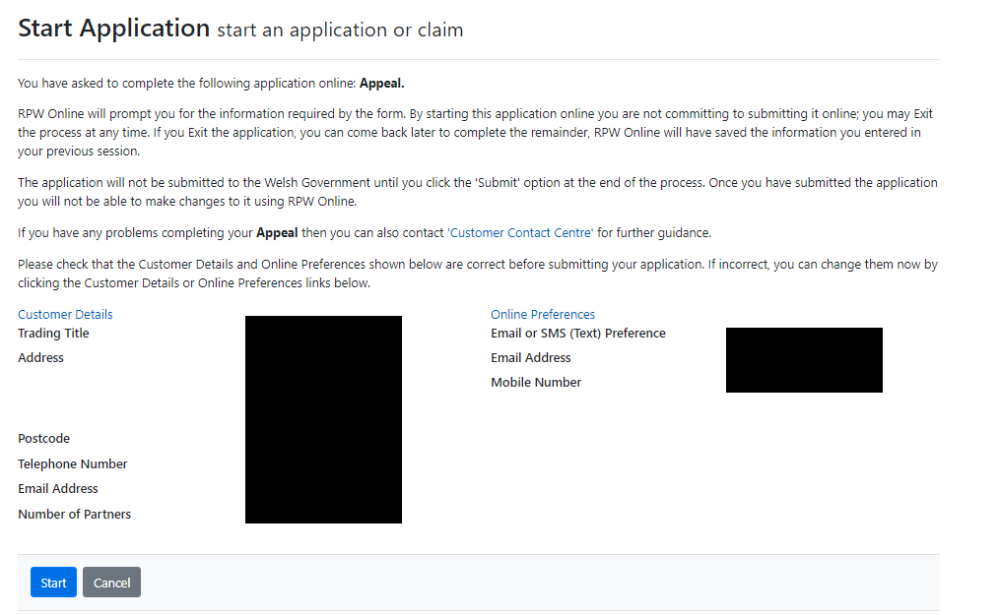 Start Application start an application or claim
You have asked to complete the following application online: Appeal.
RPW Online will prompt you for the information required by the form. By starting this application online you are not committing to submitting it online; you may Exit
the process at any time. If you Exit the application, you can come back later to complete the remainder, RPW Online will have saved the information you entered in
your previous session.
The application will not be submitted to the Welsh Government until you click the 'Submit' option at the end of the process. Once you have submitted the application
you will not be able to make changes to it using RPW Online.
If you have any problems completing your Appeal then you can also contact 'Customer Contact Centre' for further guidance.
Please check that the Customer Details and Online Preferences shown below are correct before submitting your application. If incorrect, you can change them now by
clicking the Customer Details or Online Preferences links below.
Customer Details
Trading Title
Address
Postcode
Telephone Number
Email Address
Number of Partners
Online Preferences
Email or SMS (Text) Preference
Email Address
Mobile Number
Start Cancel